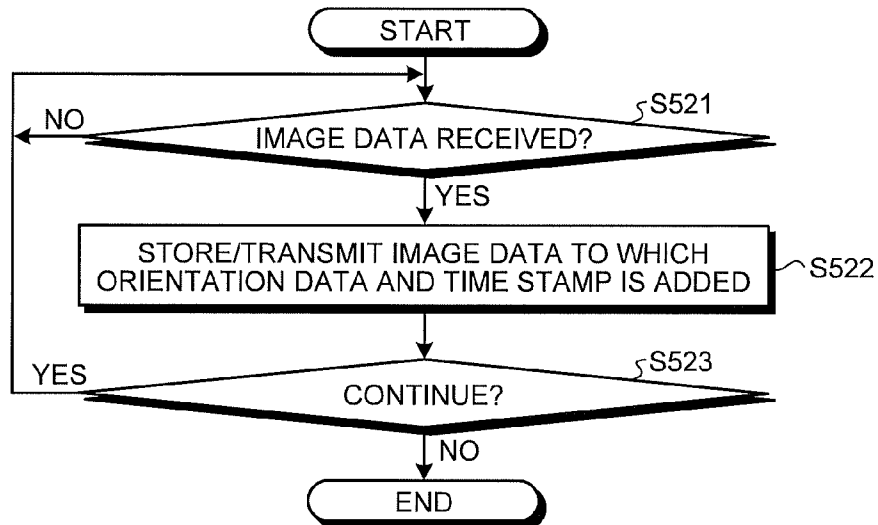 START
S521
NO
IMAGE DATA RECEIVED?
YES
STORE/TRANSMIT IMAGE DATA TO WHICH
ORIENTATION DATA AND TIME STAMP IS ADDED
S522
S523
YES
CONTINUE?
NO
END